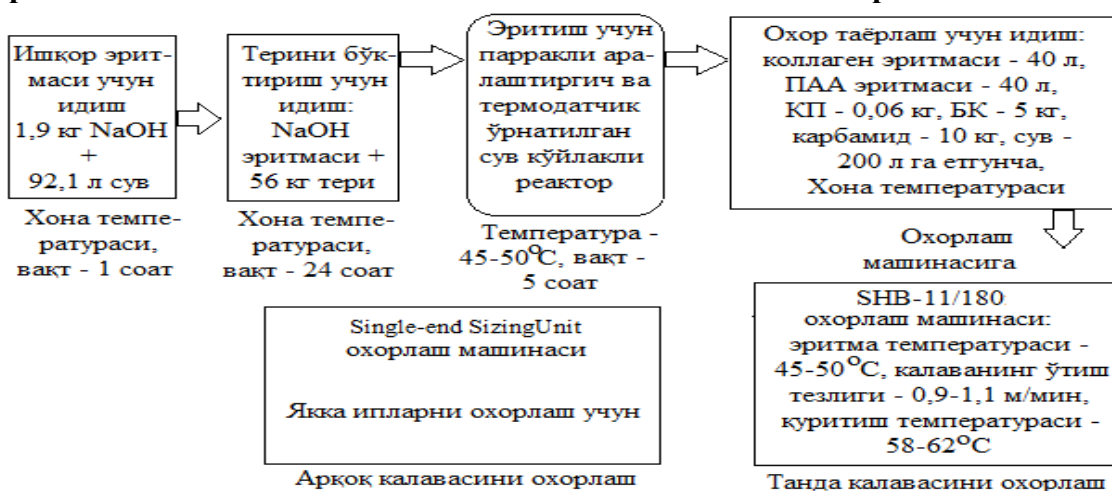 Ишқор эрит-
маси учун
идиш
1,9 кг NaOH
+
92,1 л сув
Хона темпе-
ратураси,
вақт - 1 соат
Терини бўк-
тириш учун
идиш:
NaOH
эритмаси +
56 кг тери
Хона темпе-
ратураси,
вақт - 24 соат
Эритиш учун
парракли ара-
лаштиргич ва
термодатчик
ўрнатилган
сув кўйлакли
реактор
Температура -
45-50°С, вақт -
5 соат
Охор таёрлаш учун идиш:
коллаген эритмаси - 40 л,
ПАА эритмаси - 40 л,
КП - 0,06 кг, БК - 5 кг,
карбамид - 10 кг, сув -
200 л га етгунча,
Хона температураси
Охорлаш
машинасига
SHB-11/180
охорлаш машинаси:
эритма температураси -
45-50°С, калаванинг ўтиш
тезлиги - 0,9-1,1 м/мин,
қуритиш температураси -
58-62°С
Танда калавасини охорлаш
Single-end SizingUnit
охорлаш машинаси
Якка ипларни охорлаш учун
Арқоқ калавасини охорлаш